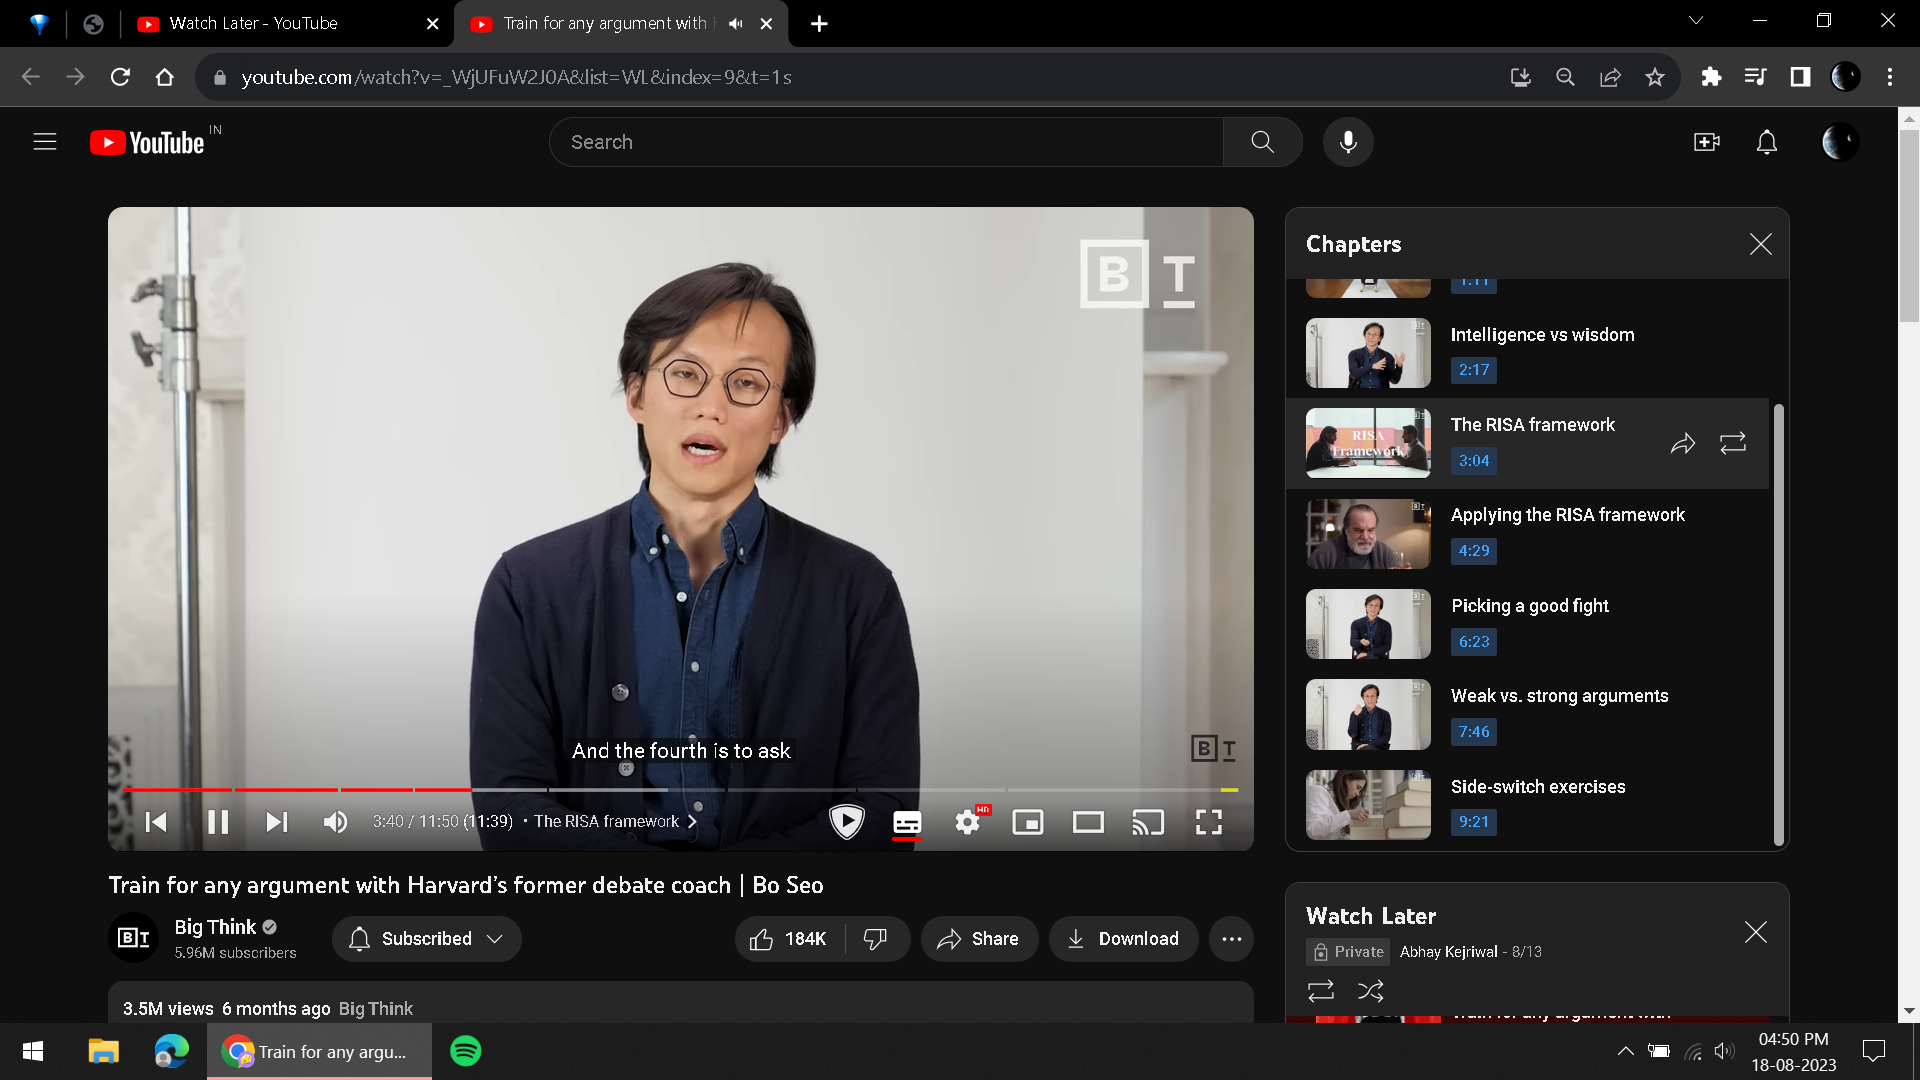 Watch Later - YouTube
Train for any argument with
youtube.com/watch?v=_WjUFuW2J0A&list=WL&index=9&t=1s
YouTube IN
Search
B T
And the fourth is to ask
B T
3:40 / 11:50 (11:39) • The RISA framework
HD
Train for any argument with Harvard's former debate coach | Bo Seo
B T
Big Think
5.96M subscribers
Subscribed
184K
Share
Download
3.5M views 6 months ago Big Think
Chapters
1:11
Intelligence vs wisdom
2:17
RISA
Framework
The RISA framework
3:04
Applying the RISA framework
4:29
Picking a good fight
6:23
Weak vs. strong arguments
7:46
Side-switch exercises
9:21
Watch Later
Private Abhay Kejriwal - 8/13
Train for any argument with
Train for any argu...
04:50 PM
18-08-2023